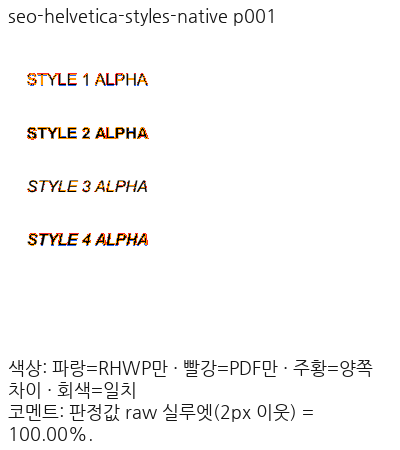 seo-helvetica-styles-native p001
STYLE 1 ALPHA
STYLE 2 ALPHA
STYLE 3 ALPHA
STYLE 4 ALPHA
색상: 파랑=RHWP만 · 빨강=PDF만 · 주황=양쪽
차이 · 회색=일치
코멘트: 판정값 raw 실루엣(2px 이웃) =
100.00%.